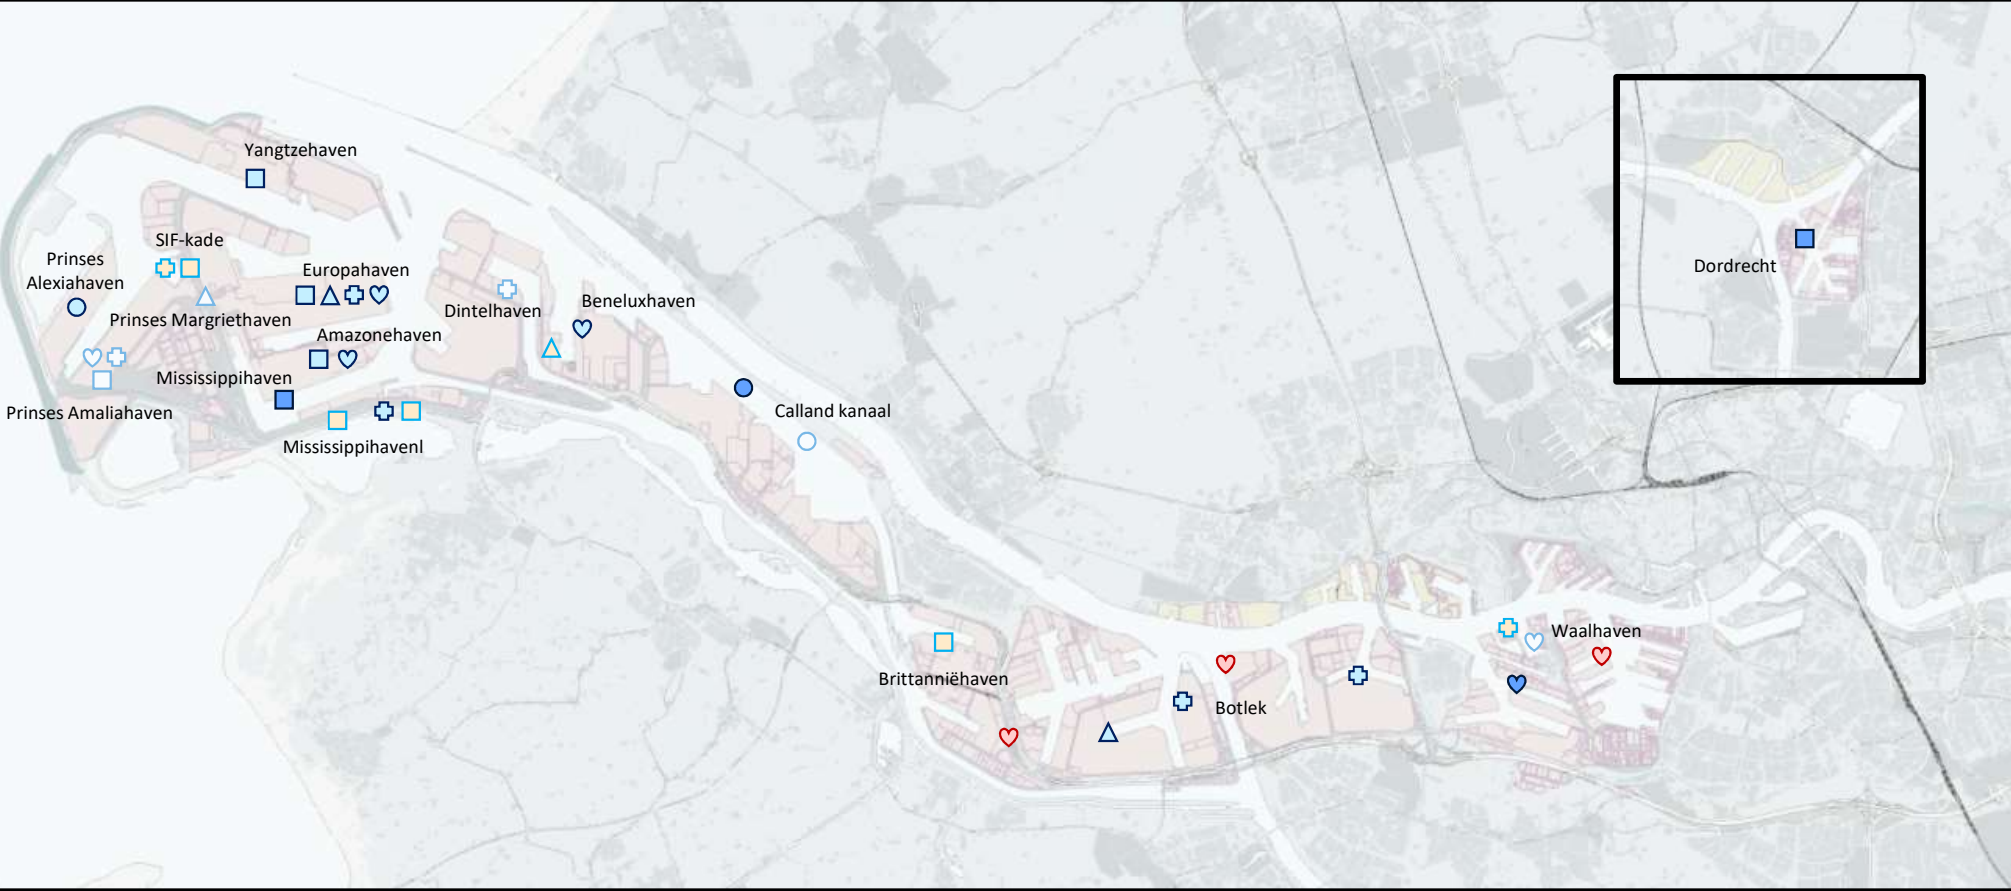 Yangtzehaven
SIF-kade
Prinses
Alexiahaven
Europahaven
Prinses Margriethaven
Dintelhaven
Beneluxhaven
Amazonehaven
Mississippihaven
Prinses Amaliahaven
Mississippihavenl
Calland kanaal
Dordrecht
Brittanniëhaven
Botlek
Waalhaven